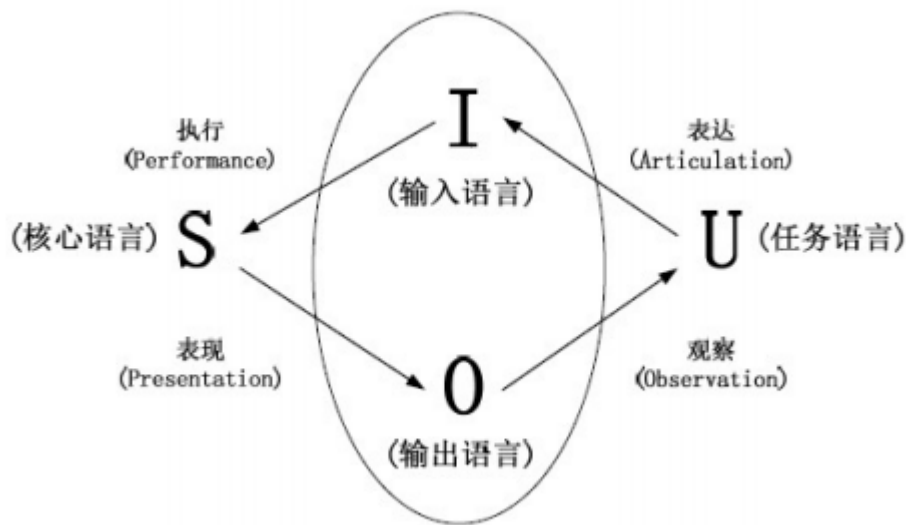 I
执行
(Performance)
表达
(Articulation)
(输入语言)
(核心语言) S
U (任务语言)
表现
(Presentation)
观察
(Observation)
O
(输出语言)